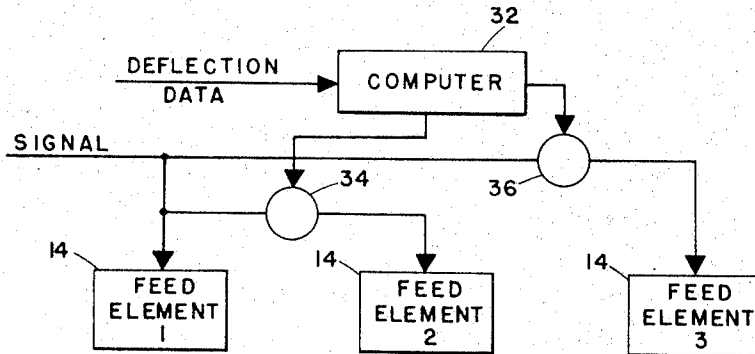 32
DEFLECTION
DATA
COMPUTER
SIGNAL
34
36
14
FEED
ELEMENT
1
14
FEED
ELEMENT
2
14
FEED
ELEMENT
3